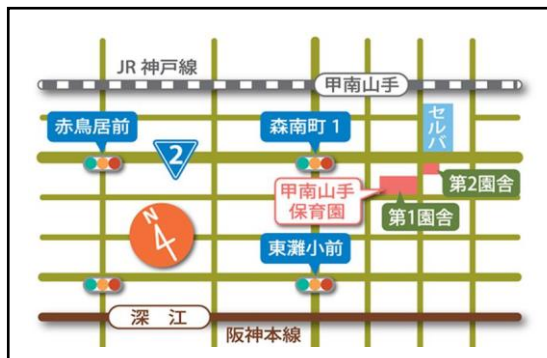 JR 神戸線
甲南山手
赤鳥居前
2
森南町 1
セルバ
甲南山手
保育園
第2園舎
第1園舎
N
東灘小前
深 江
阪神本線